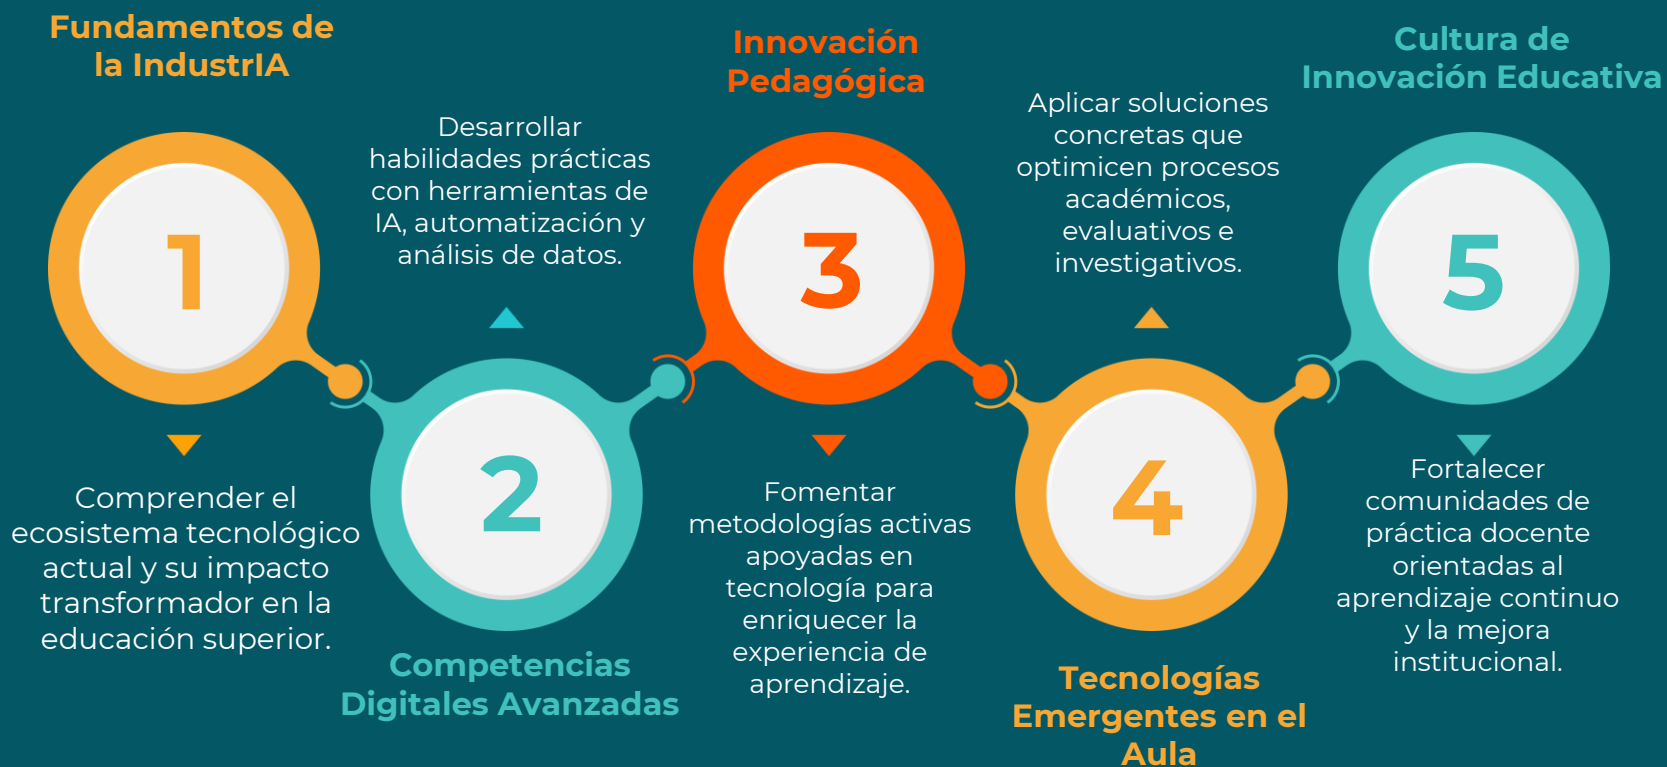 Fundamentos de
la IndustrIA
1
Comprender el
ecosistema tecnológico
actual y su impacto
transformador en la
educación superior.
Desarrollar
habilidades prácticas
con herramientas de
IA, automatización y
análisis de datos.
2
Competencias
Digitales Avanzadas
Innovación
Pedagógica
3
Fomentar
metodologías activas
apoyadas en
tecnología para
enriquecer la
experiencia de
aprendizaje.
Aplicar soluciones
concretas que
optimicen procesos
académicos,
evaluativos e
investigativos.
4
Tecnologías
Emergentes en el
Aula
Cultura de
Innovación Educativa
5
Fortalecer
comunidades de
práctica docente
orientadas al
aprendizaje continuo
y la mejora
institucional.